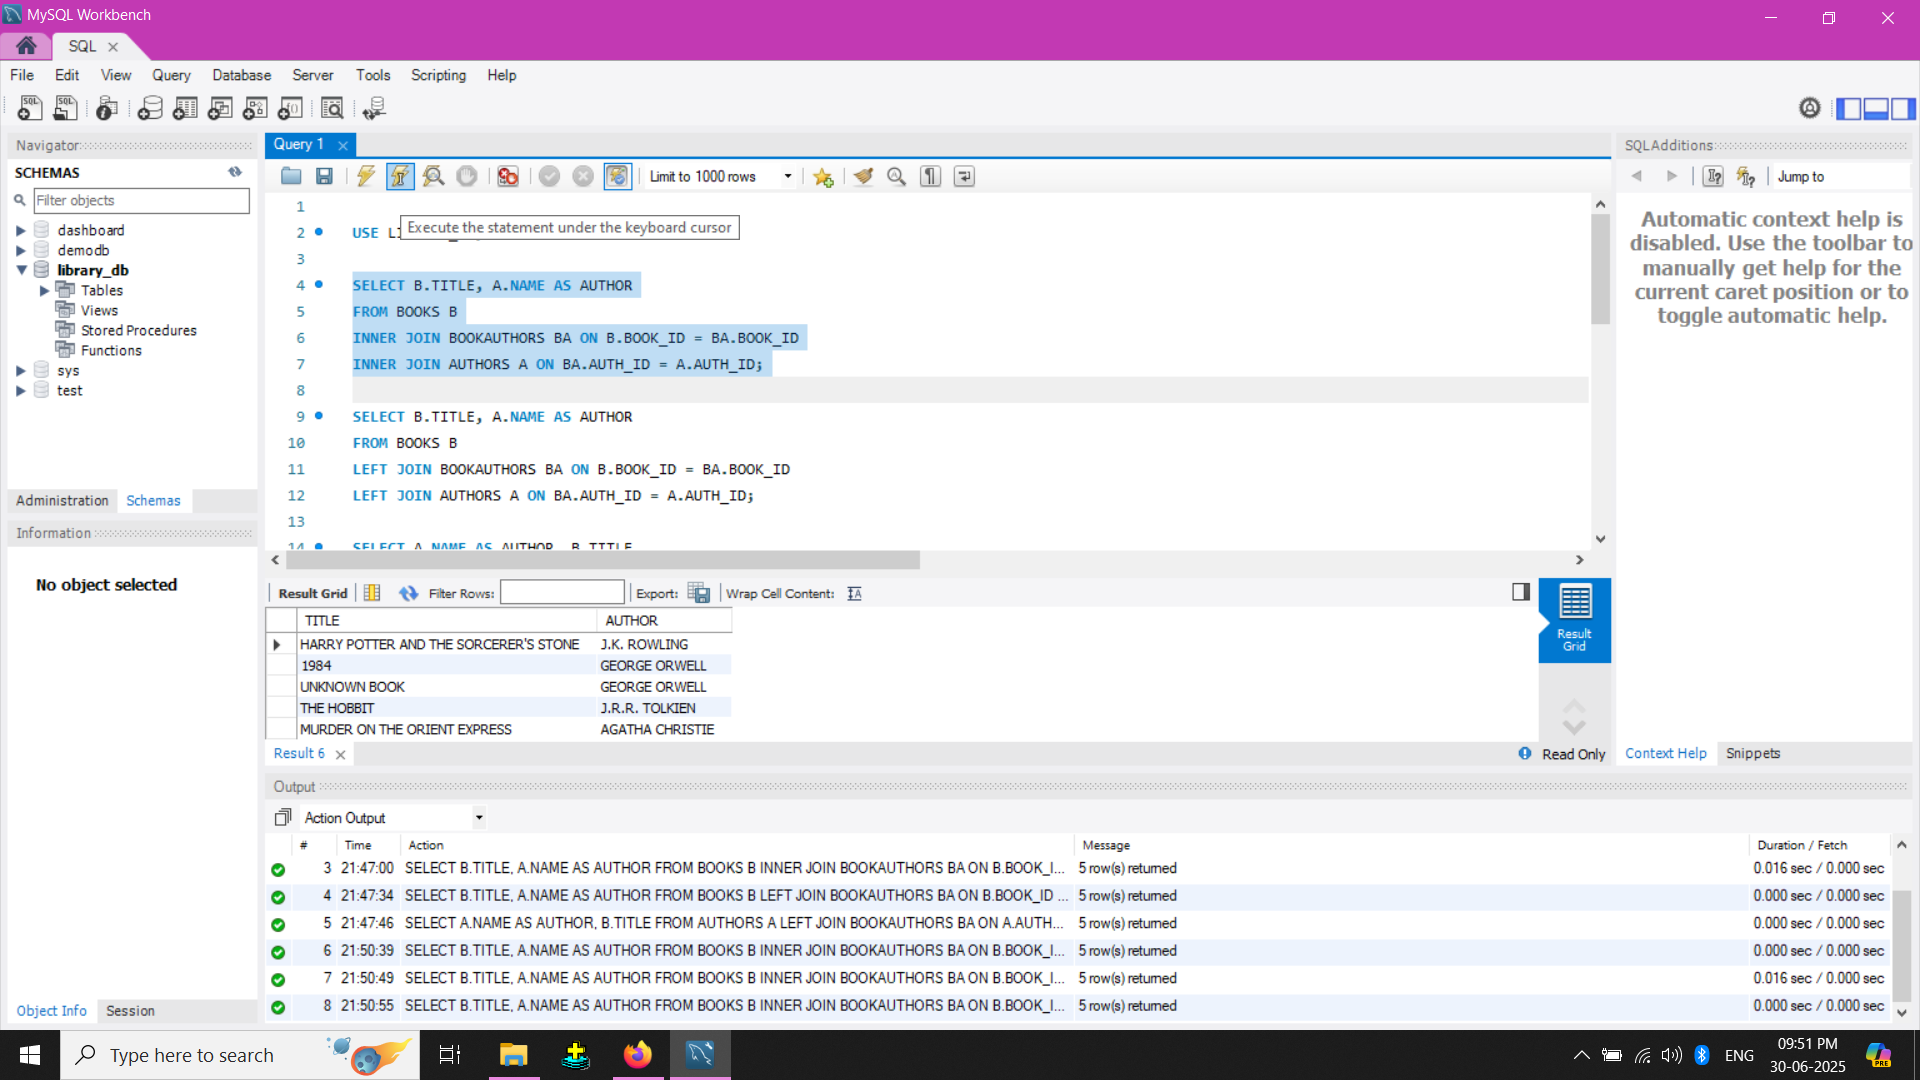 MySQL Workbench
SQL
File Edit View Query Database Server Tools Scripting Help
Navigator
SCHEMAS
Filter objects
dashboard
demodb
library_db
Tables
Views
Stored Procedures
Functions
sys
test
Administration Schemas
Information
No object selected
Object Info Session
Query 1
Limit to 1000 rows
Execute the statement under the keyboard cursor
1
2 USE LI
3
4 SELECT B.TITLE, A.NAME AS AUTHOR
5 FROM BOOKS B
6 INNER JOIN BOOKAUTHORS BA ON B.BOOK_ID = BA.BOOK_ID
7 INNER JOIN AUTHORS A ON BA.AUTH_ID = A.AUTH_ID;
8
9 SELECT B.TITLE, A.NAME AS AUTHOR
10 FROM BOOKS B
11 LEFT JOIN BOOKAUTHORS BA ON B.BOOK_ID = BA.BOOK_ID
12 LEFT JOIN AUTHORS A ON BA.AUTH_ID = A.AUTH_ID;
13
14 SELECT A.NAME AS AUTHOR, B.TITLE
Result Grid Filter Rows: Export: Wrap Cell Content:
TITLE AUTHOR
HARRY POTTER AND THE SORCERER'S STONE J.K. ROWLING
1984 GEORGE ORWELL
UNKNOWN BOOK GEORGE ORWELL
THE HOBBIT J.R.R. TOLKIEN
MURDER ON THE ORIENT EXPRESS AGATHA CHRISTIE
Result Grid
Result 6 Read Only
SQLAdditions
Jump to
Automatic context help is
disabled. Use the toolbar to
manually get help for the
current caret position or to
toggle automatic help.
Context Help Snippets
Output
Action Output
# Time Action Message Duration / Fetch
3 21:47:00 SELECT B.TITLE, A.NAME AS AUTHOR FROM BOOKS B INNER JOIN BOOKAUTHORS BA ON B.BOOK_I... 5 row(s) returned 0.016 sec / 0.000 sec
4 21:47:34 SELECT B.TITLE, A.NAME AS AUTHOR FROM BOOKS B LEFT JOIN BOOKAUTHORS BA ON B.BOOK_ID ... 5 row(s) returned 0.000 sec / 0.000 sec
5 21:47:46 SELECT A.NAME AS AUTHOR, B.TITLE FROM AUTHORS A LEFT JOIN BOOKAUTHORS BA ON A.AUTH... 5 row(s) returned 0.000 sec / 0.000 sec
6 21:50:39 SELECT B.TITLE, A.NAME AS AUTHOR FROM BOOKS B INNER JOIN BOOKAUTHORS BA ON B.BOOK_I... 5 row(s) returned 0.000 sec / 0.000 sec
7 21:50:49 SELECT B.TITLE, A.NAME AS AUTHOR FROM BOOKS B INNER JOIN BOOKAUTHORS BA ON B.BOOK_I... 5 row(s) returned 0.016 sec / 0.000 sec
8 21:50:55 SELECT B.TITLE, A.NAME AS AUTHOR FROM BOOKS B INNER JOIN BOOKAUTHORS BA ON B.BOOK_I... 5 row(s) returned 0.000 sec / 0.000 sec
Type here to search
ENG
09:51 PM
30-06-2025
PRE